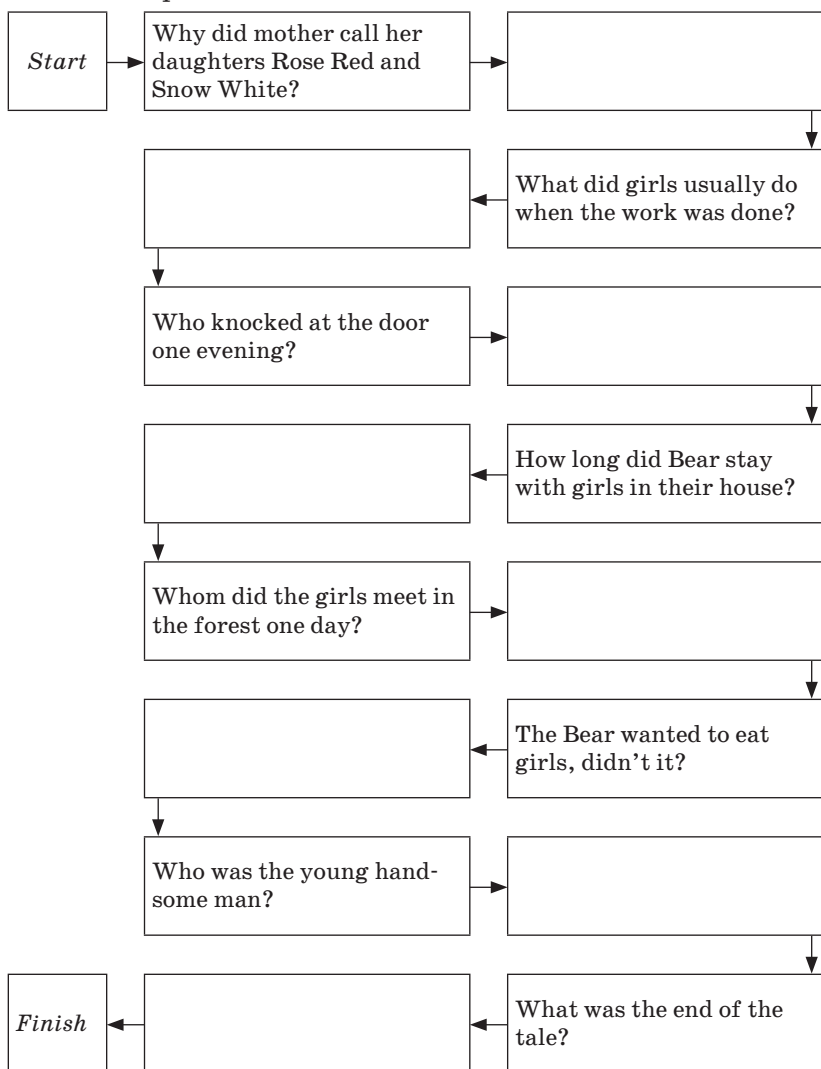 Start
Why did mother call her
daughters Rose Red and
Snow White?
What did girls usually do
when the work was done?
Who knocked at the door
one evening?
How long did Bear stay
with girls in their house?
Whom did the girls meet in
the forest one day?
The Bear wanted to eat
girls, didn’t it?
Who was the young hand-
some man?
What was the end of the
tale?
Finish